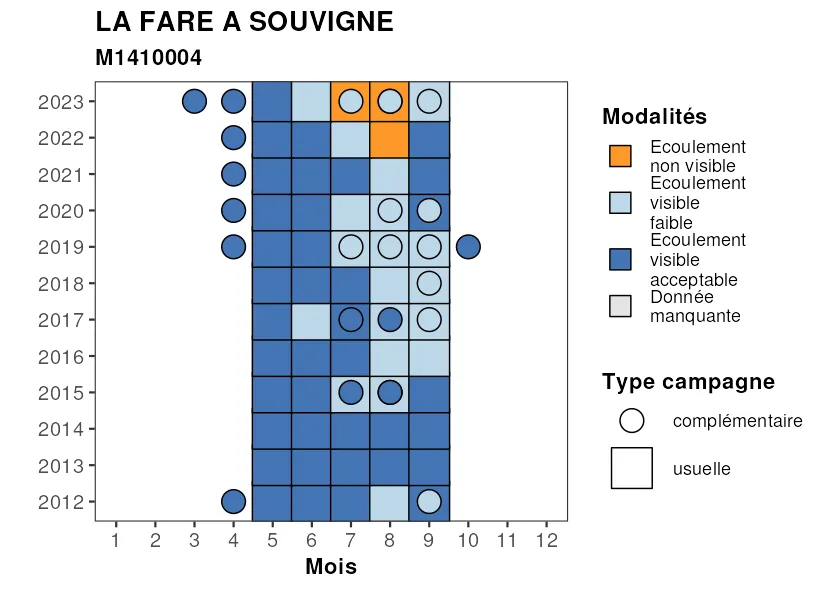 LA FARE A SOUVIGNE
M1410004
2023
2022
2021
2020
2019
2018
2017
2016
2015
2014
2013
2012
1 2 3 4 5 6 7 8 9 10 11 12
Mois
Modalités
Ecoulement
non visible
Ecoulement
visible
faible
Ecoulement
visible
acceptable
Donnée
manquante
Type campagne
complémentaire
usuelle